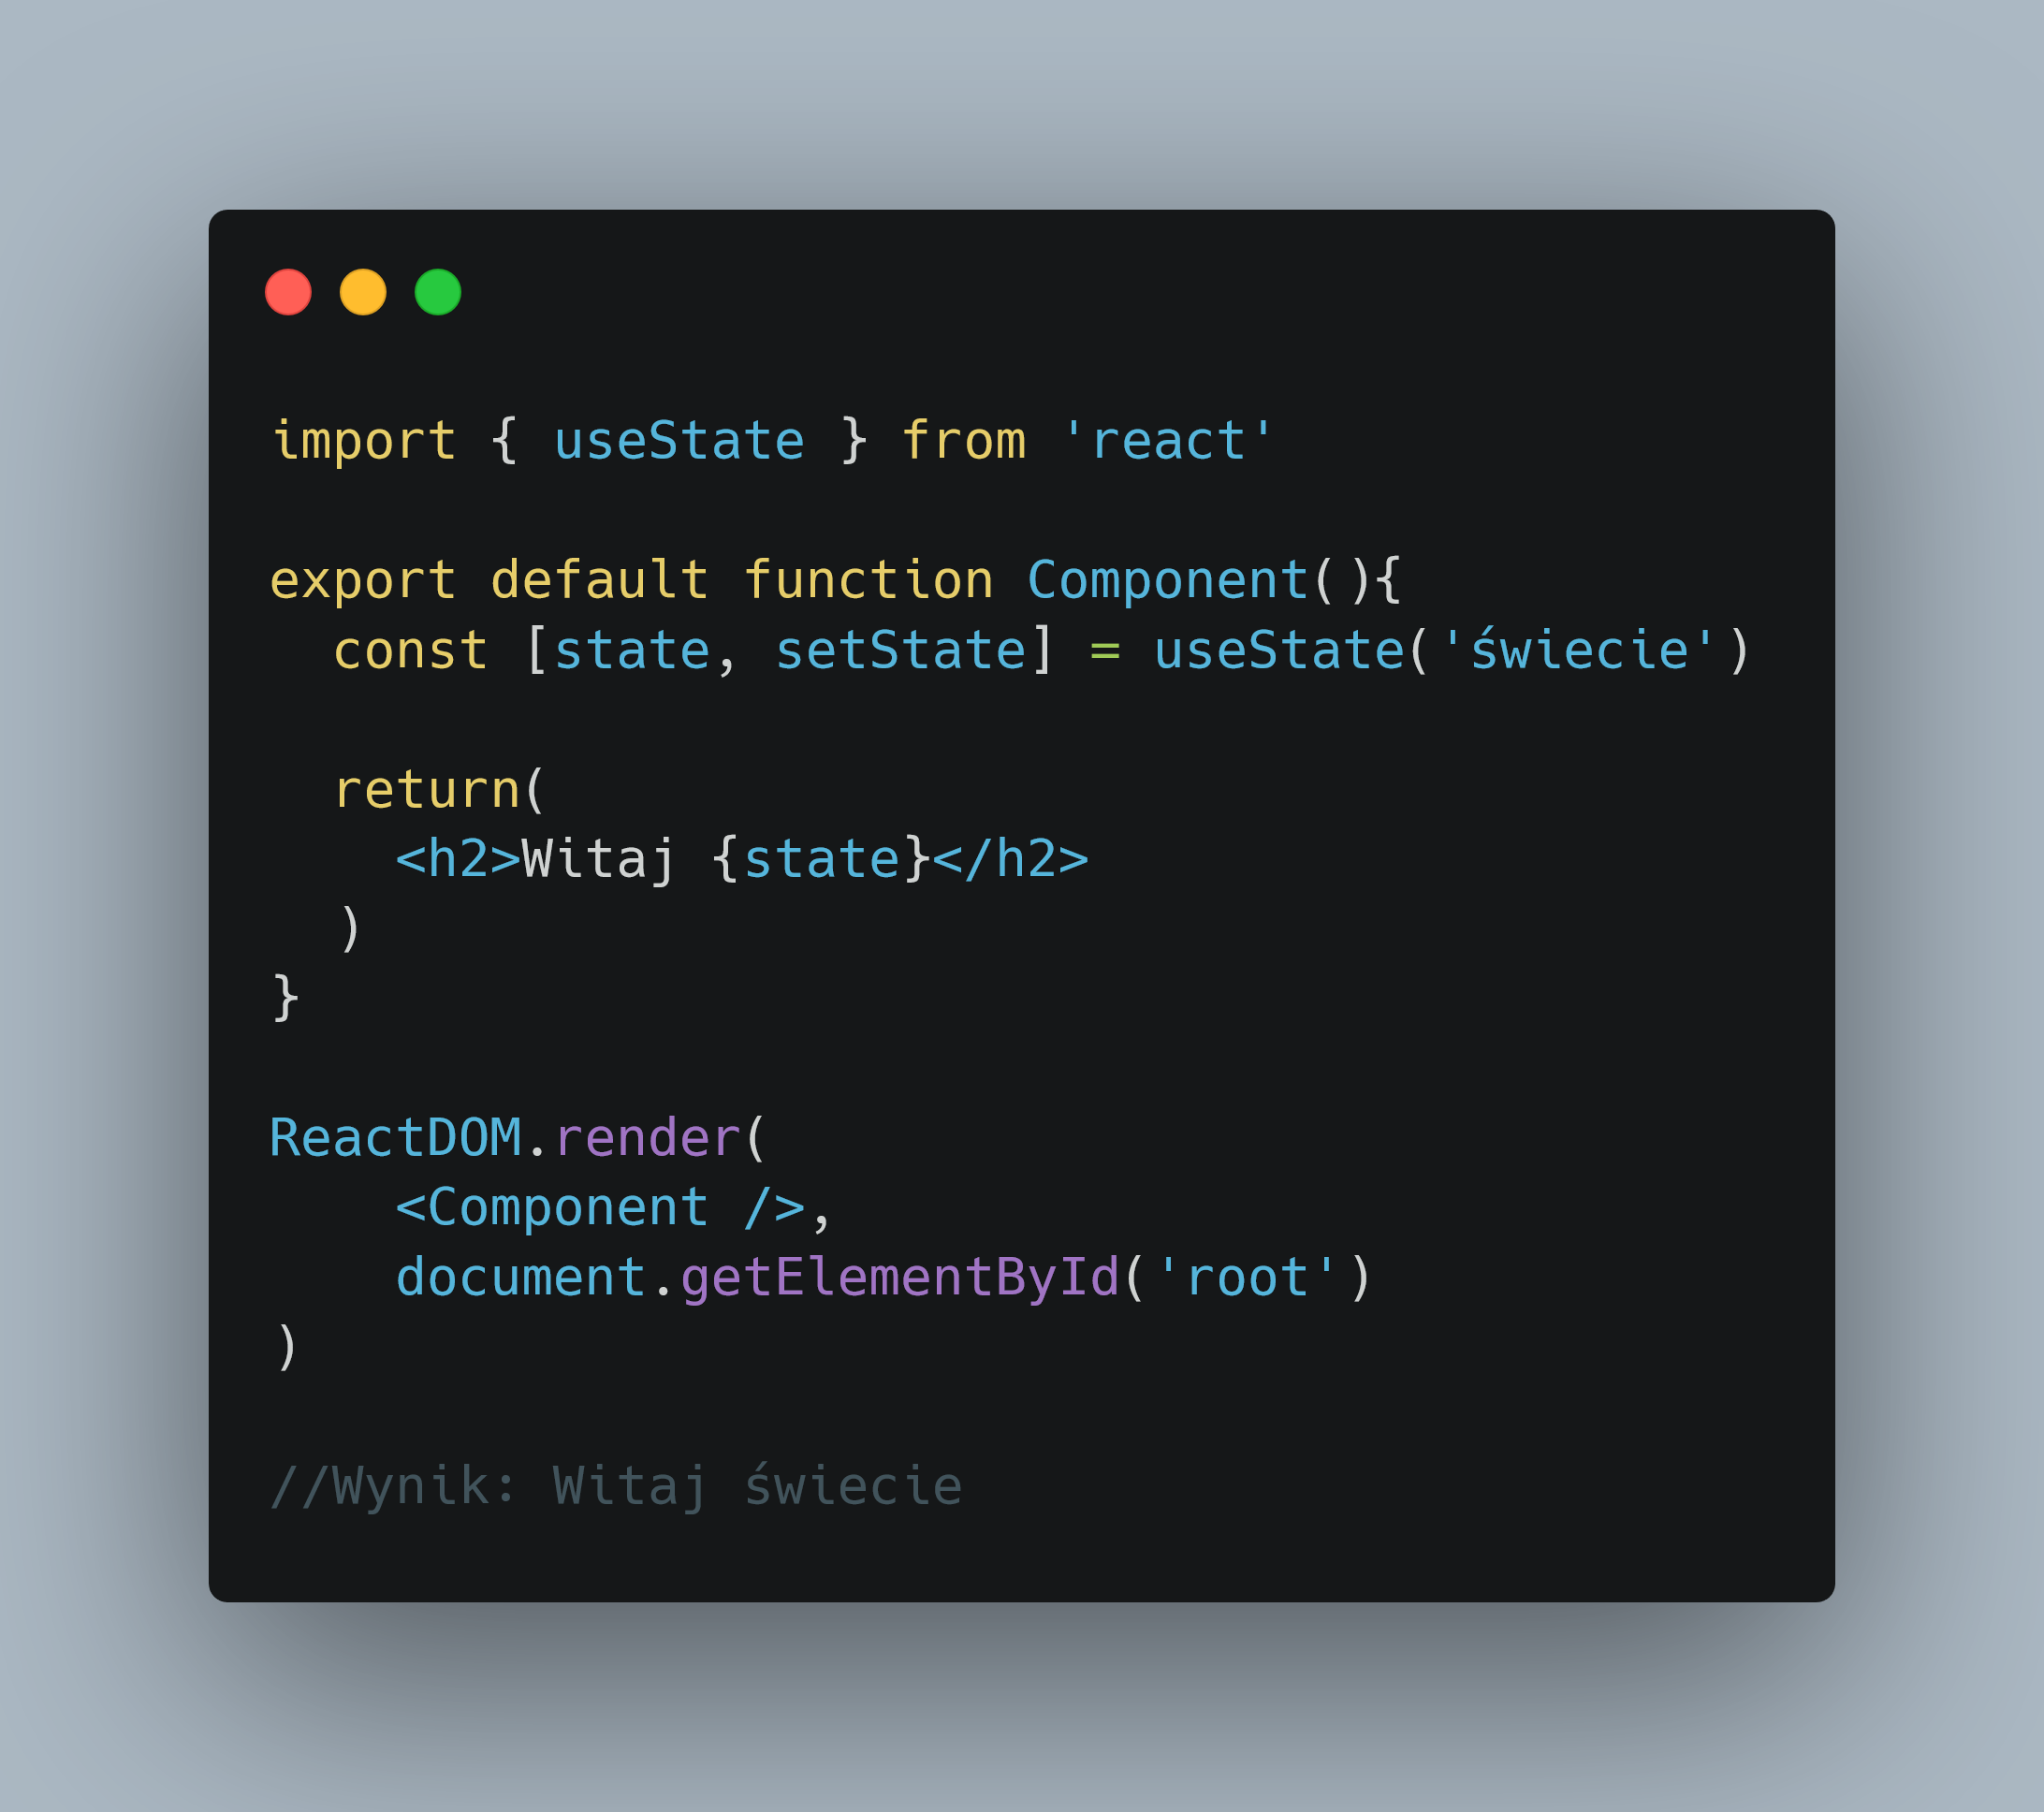 import { useState } from 'react'

export default function Component(){
  const [state, setState] = useState('świecie')

  return(
    <h2>Witaj {state}</h2>
  )
}

ReactDOM.render(
    <Component />,
    document.getElementById('root')
)

//Wynik: Witaj świecie